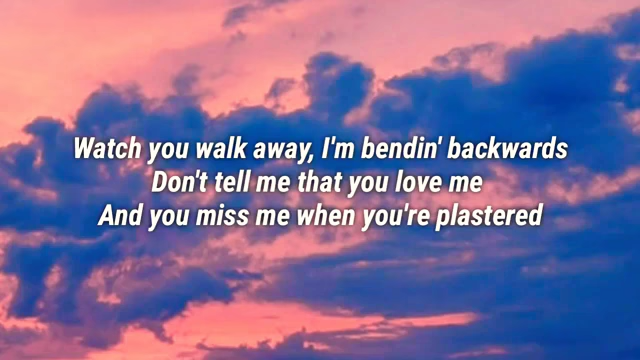 Watch you walk away, I'm bendin' backwards
Don't tell me that you love me
And you miss me when you're plastered